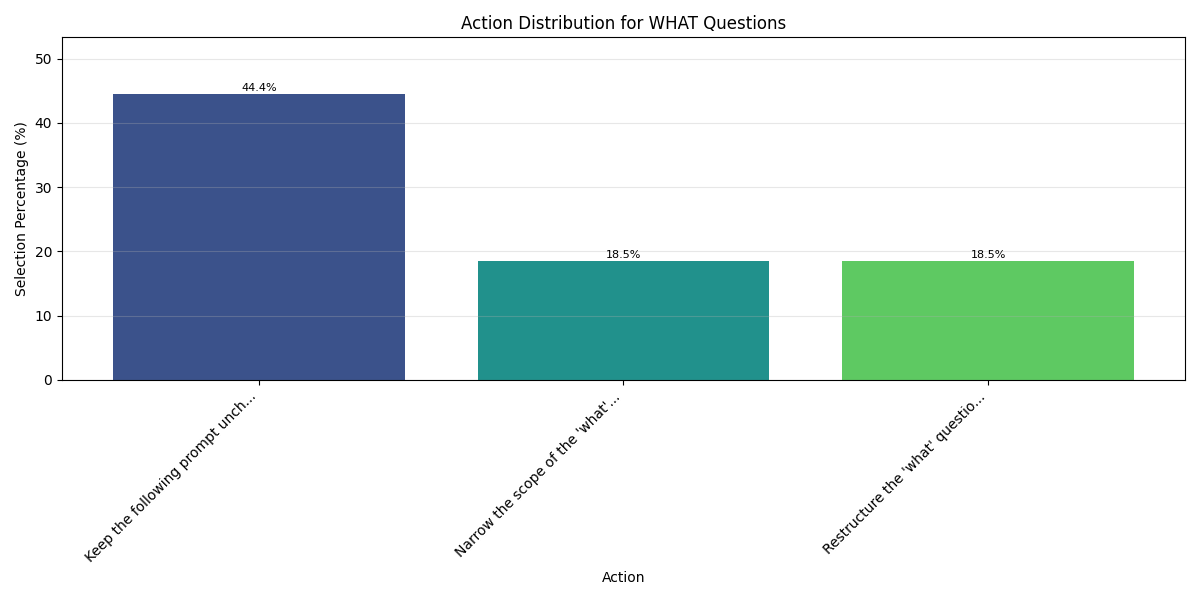 Action Distribution for WHAT Questions
Selection Percentage (%)
50
40
30
20
10
0
44.4%
18.5%
18.5%
Keep the following prompt unch...
Narrow the scope of the 'what'...
Restructure the 'what' questio...
Action